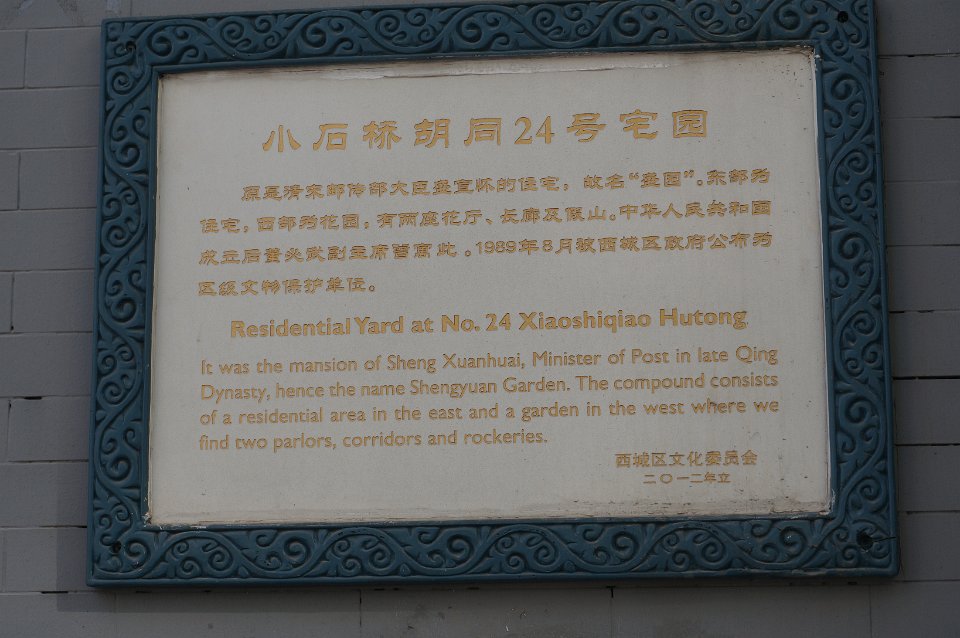 小石桥胡同24号宅园
原是清末邮传部大臣盛宣怀的住宅，故名“盛园”。东部为
住宅，西部为花园，有两座花厅、长廊及假山。中华人民共和国
成立后董必武副主席曾寓此。1989年8月被西城区政府公布为
区级文物保护单位。
Residential Yard at No. 24 Xiaoshiqiao Hutong
It was the mansion of Sheng Xuanhuai, Minister of Post in late Qing
Dynasty, hence the name Shengyuan Garden. The compound consists
of a residential area in the east and a garden in the west where we
find two parlors, corridors and rockeries.
西城区文化委员会
二〇一二年立